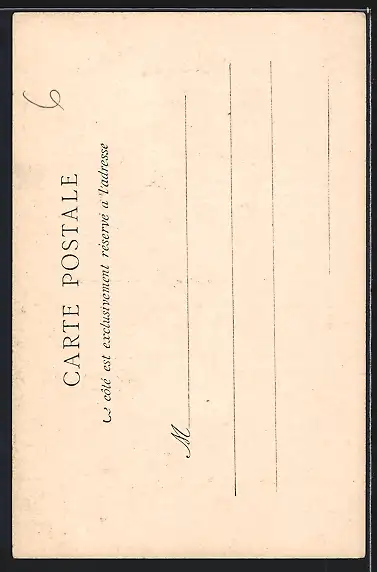 6
CARTE POSTALE
Ce côté est exclusivement réservé à l'adresse
M